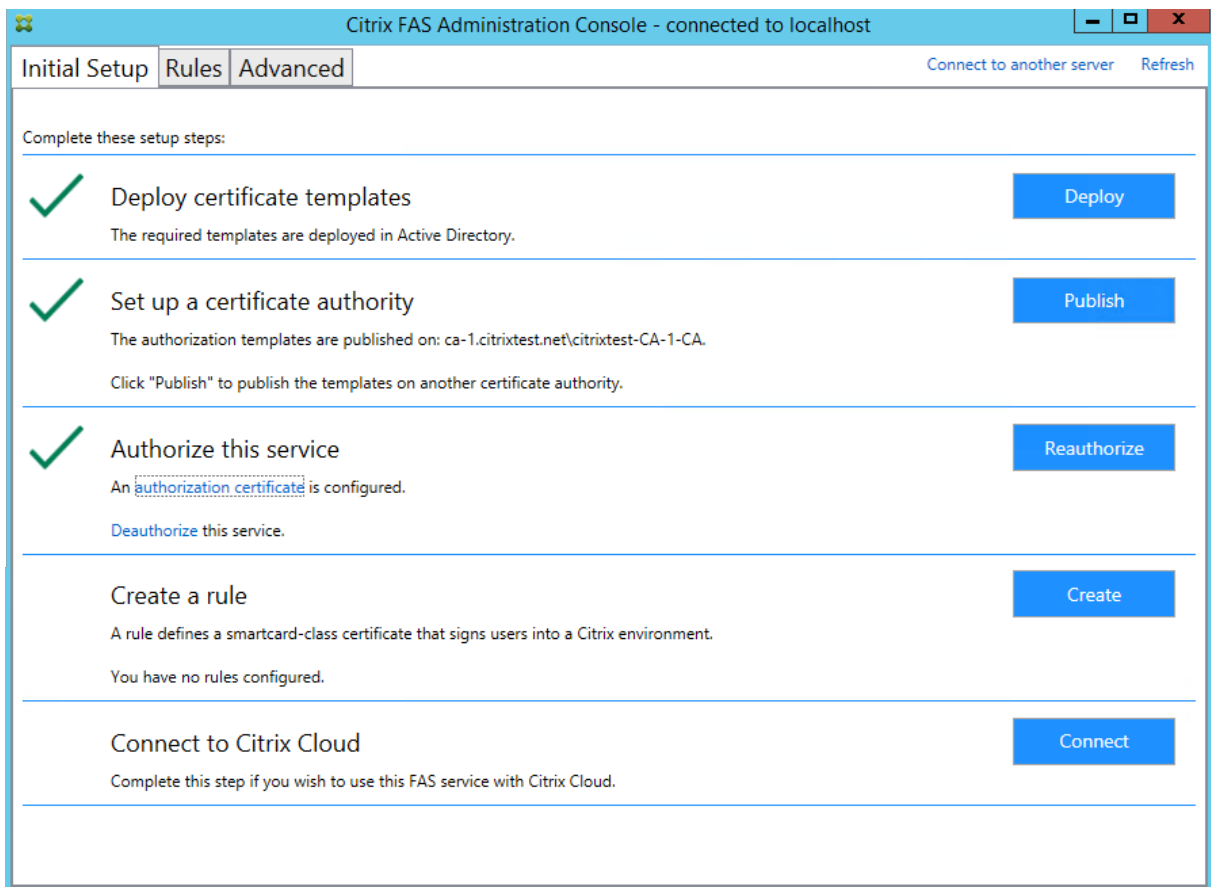 Citrix FAS Administration Console - connected to localhost
Initial Setup Rules Advanced Connect to another server Refresh
Complete these setup steps:
Deploy certificate templates
Deploy
The required templates are deployed in Active Directory.
Set up a certificate authority
Publish
The authorization templates are published on: ca-1.citrixtest.net\citrixtest-CA-1-CA.
Click "Publish" to publish the templates on another certificate authority.
Authorize this service
Reauthorize
An authorization certificate is configured.
Deauthorize this service.
Create a rule
Create
A rule defines a smartcard-class certificate that signs users into a Citrix environment.
You have no rules configured.
Connect to Citrix Cloud
Connect
Complete this step if you wish to use this FAS service with Citrix Cloud.